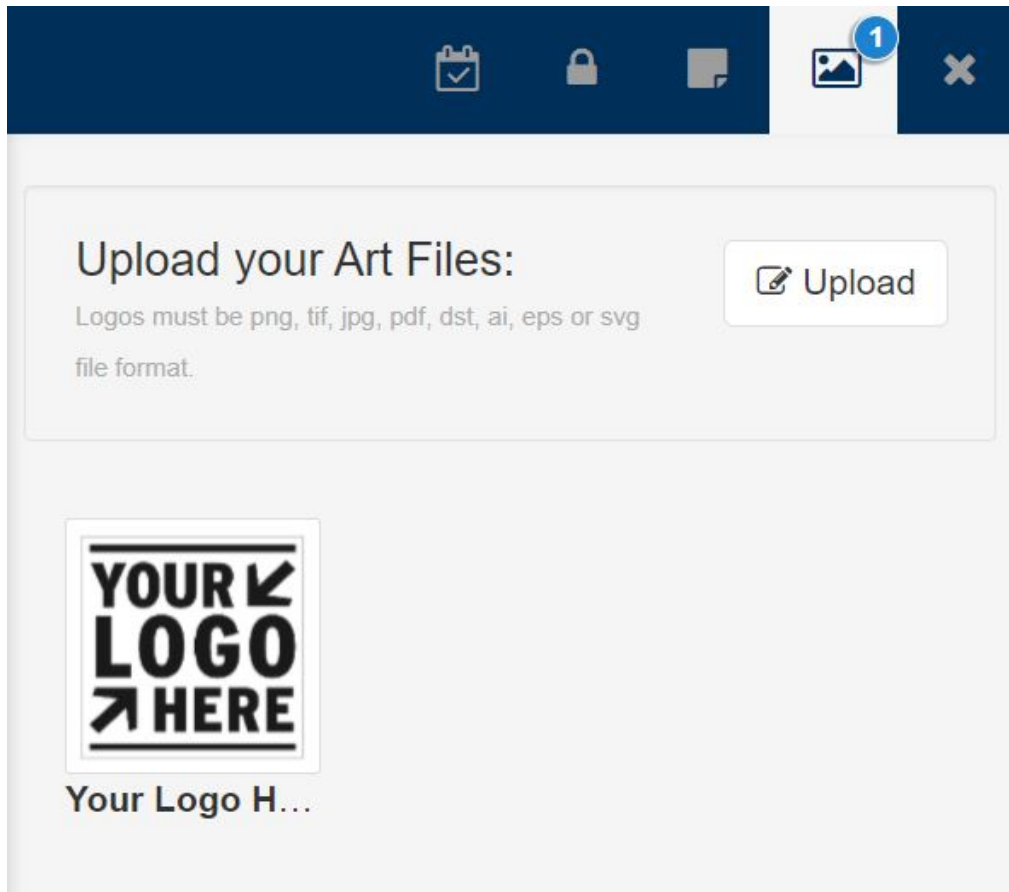 1
Upload your Art Files:
Upload
Logos must be png, tif, jpg, pdf, dst, ai, eps or svg
file format.
YOUR
LOGO
HERE
Your Logo H...